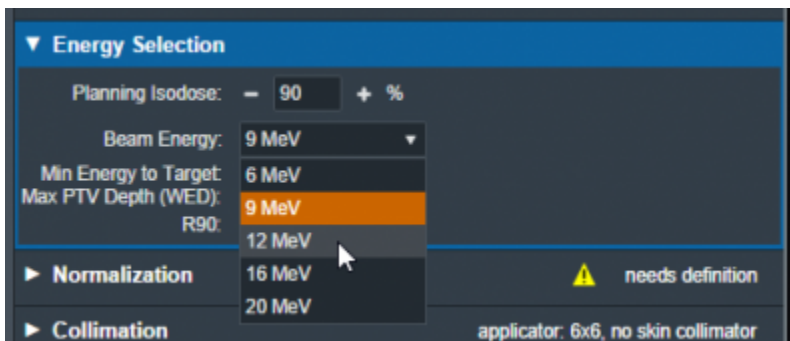 ▼ Energy Selection
Planning Isodose: − 90 + %
Beam Energy: 9 MeV ▼
Min Energy to Target: 6 MeV
Max PTV Depth (WED):
9 MeV
R90:
12 MeV
16 MeV
► Normalization needs definition
20 MeV
► Collimation applicator: 6x6, no skin collimator